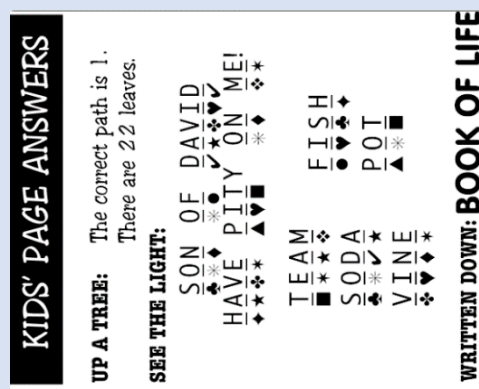 KIDS' PAGE ANSWERS
UP A TREE: The correct path is 1.
There are 22 leaves.
SEE THE LIGHT:
SON OF DAVID
HAVE PITY ON ME!
TEAM FISH
SODA POT
VINE
WRITTEN DOWN: BOOK OF LIFE